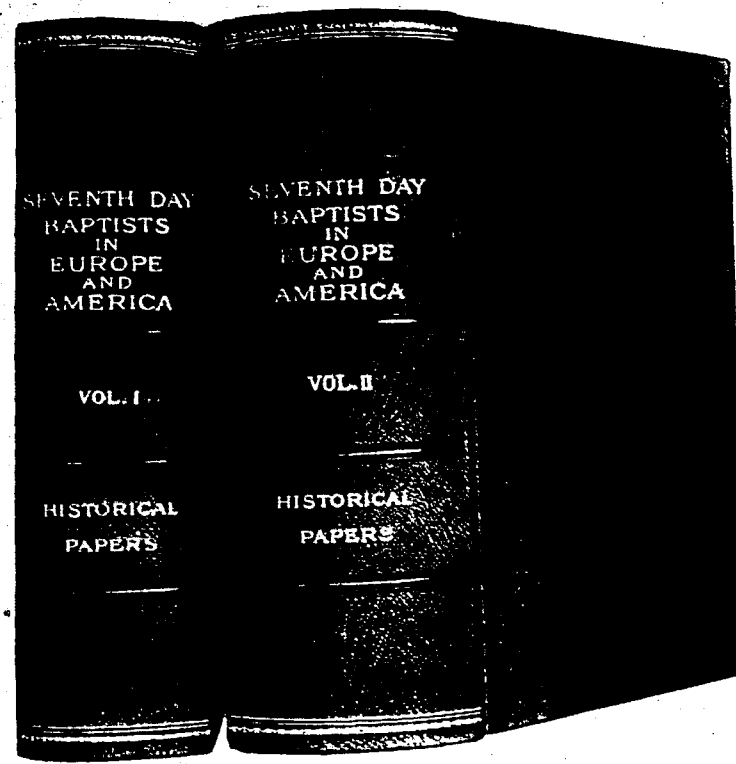 SEVENTH DAY
BAPTISTS
IN
EUROPE
AND
AMERICA
VOL. I
HISTORICAL
PAPERS
SEVENTH DAY
BAPTISTS
IN
EUROPE
AND
AMERICA
VOL. II
HISTORICAL
PAPERS